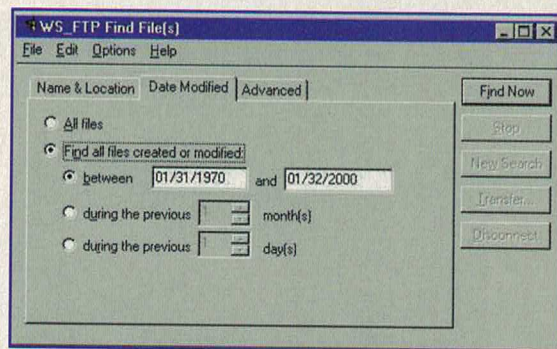 WS_FTP Find File(s)
File Edit Options Help
Name & Location Date Modified Advanced
All files
Find all files created or modified:
between 01/31/1970 and 01/32/2000
during the previous 1 month(s)
during the previous 1 day(s)
Find Now
Stop
New Search
Transfer...
Disconnect